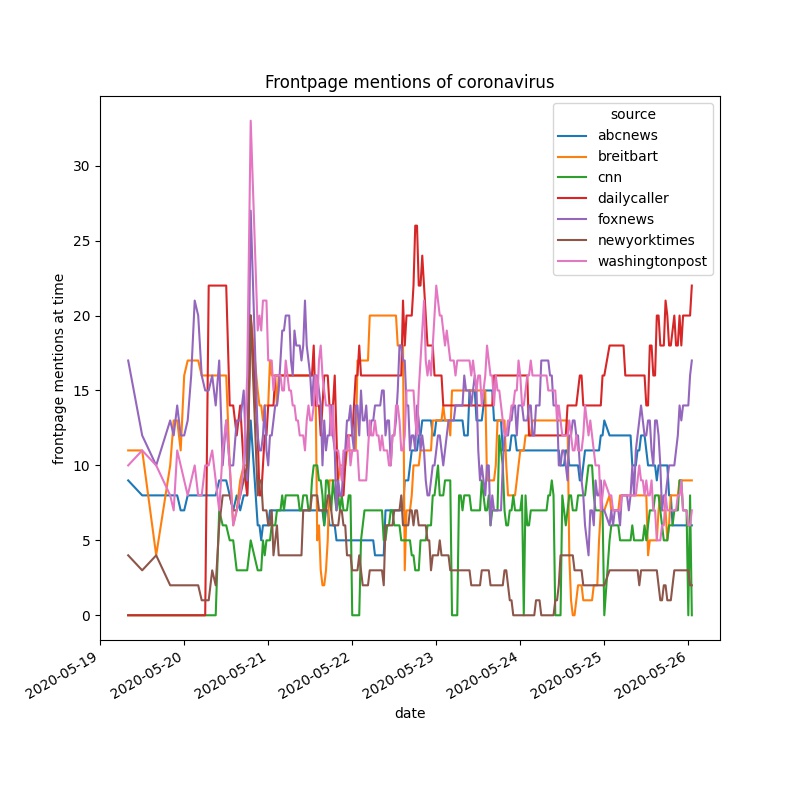 Frontpage mentions of coronavirus
source
abcnews
breitbart
cnn
dailycaller
foxnews
newyorktimes
washingtonpost
frontpage mentions at time
30
25
20
15
10
5
0
2020-05-19
2020-05-20
2020-05-21
2020-05-22
2020-05-23
2020-05-24
2020-05-25
2020-05-26
date